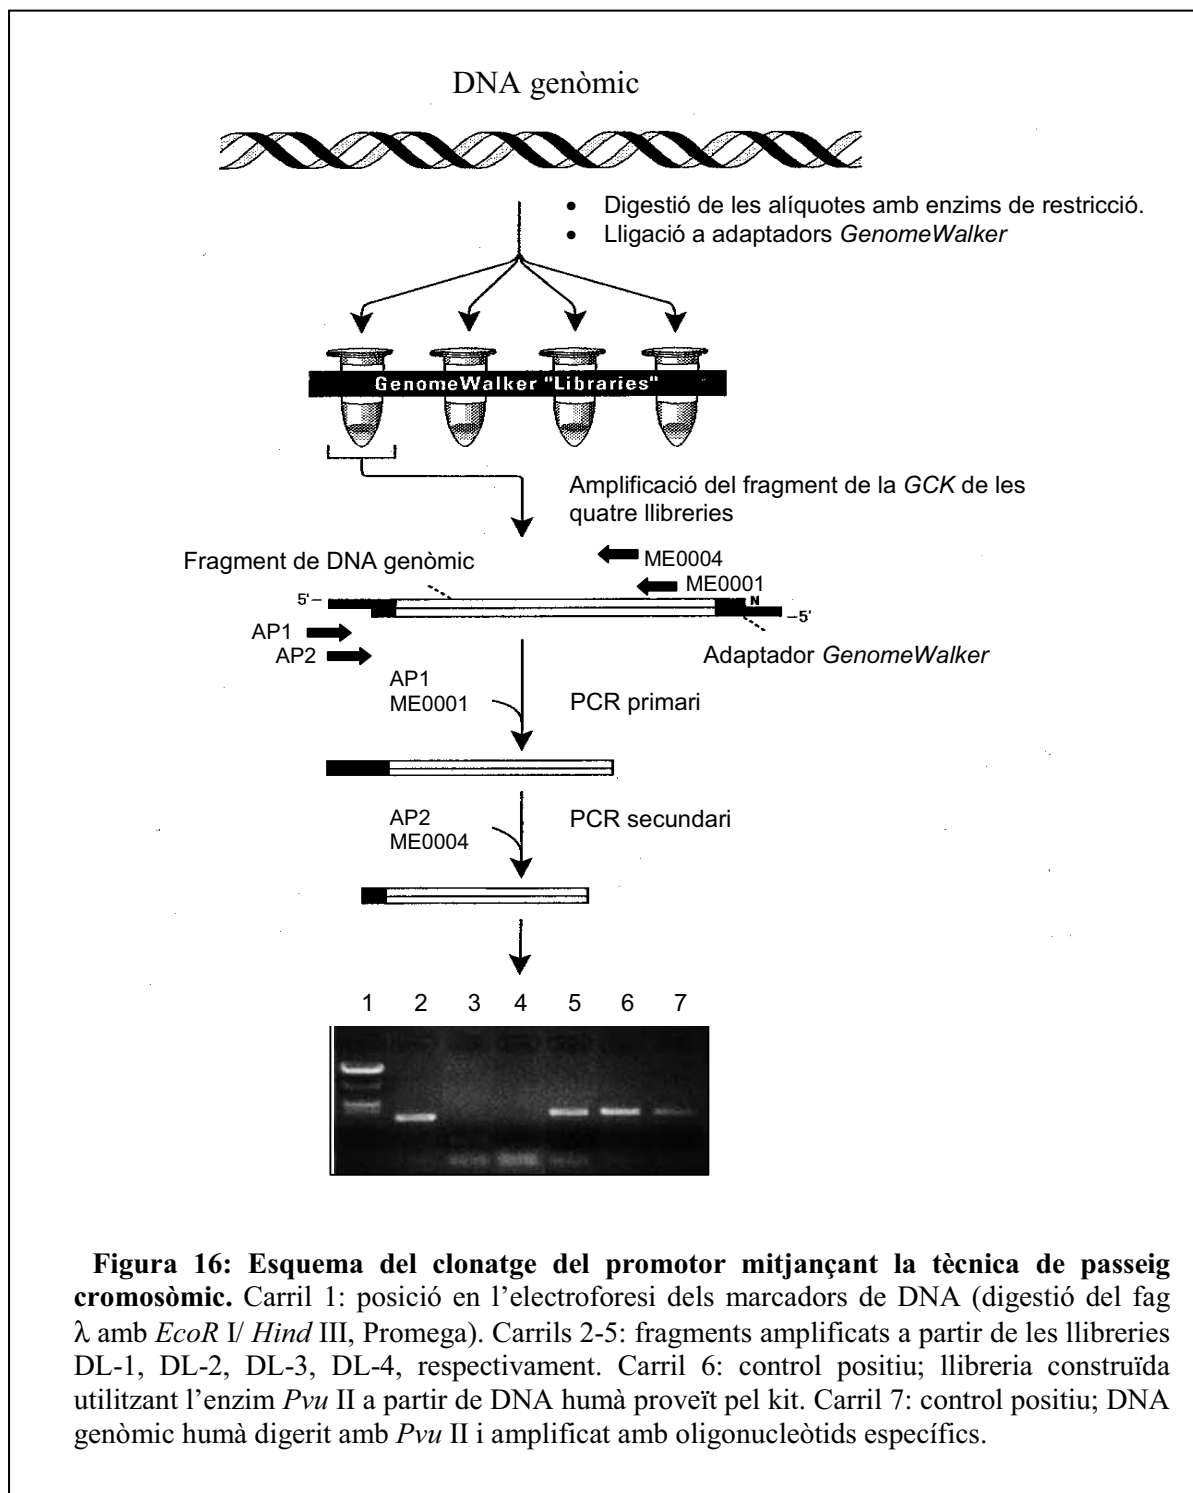 DNA genòmic
• Digestió de les alíquotes amb enzims de restricció.
• Lligació a adaptadors GenomeWalker
GenomeWalker "Libraries"
Amplificació del fragment de la GCK de les
quatre llibreries
ME0004
Fragment de DNA genòmic
ME0001
5'
N
5'
AP1
AP2
Adaptador GenomeWalker
AP1
ME0001
PCR primari
AP2
ME0004
PCR secundari
1 2 3 4 5 6 7
Figura 16: Esquema del clonatge del promotor mitjançant la tècnica de passeig
cromosòmic. Carril 1: posició en l'electroforesi dels marcadors de DNA (digestió del fag
λ amb EcoR I/ Hind III, Promega). Carrils 2-5: fragments amplificats a partir de les llibreries
DL-1, DL-2, DL-3, DL-4, respectivament. Carril 6: control positiu; llibreria construïda
utilitzant l'enzim Pvu II a partir de DNA humà proveït pel kit. Carril 7: control positiu; DNA
genòmic humà digerit amb Pvu II i amplificat amb oligonucleòtids específics.